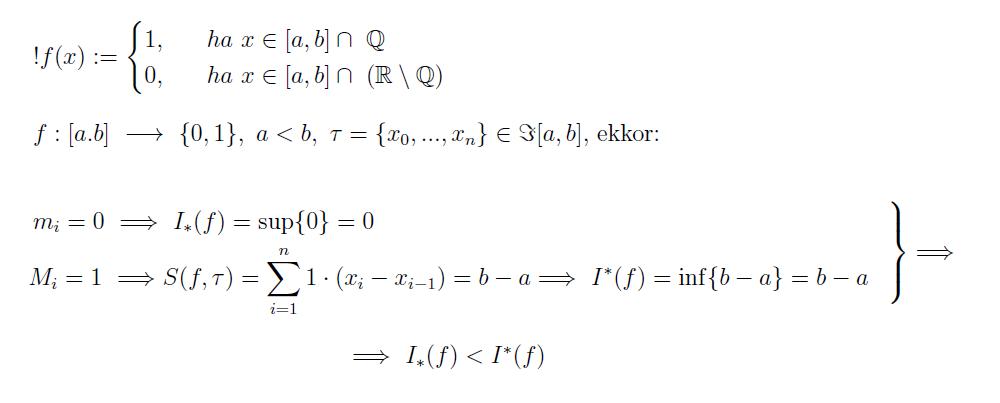 !f(x) := { 1, ha x ∈ [a, b] ∩ ℚ
0, ha x ∈ [a, b] ∩ (ℝ \ ℚ)
f : [a.b] ⟶ {0, 1}, a < b, τ = {x₀, ..., xₙ} ∈ ℑ[a, b], ekkor:
mᵢ = 0 ⟹ I∗(f) = sup{0} = 0
Mᵢ = 1 ⟹ S(f, τ) = ∑ᵢ₌₁ⁿ 1 · (xᵢ − xᵢ₋₁) = b − a ⟹ I*(f) = inf{b − a} = b − a } ⟹
⟹ I∗(f) < I*(f)